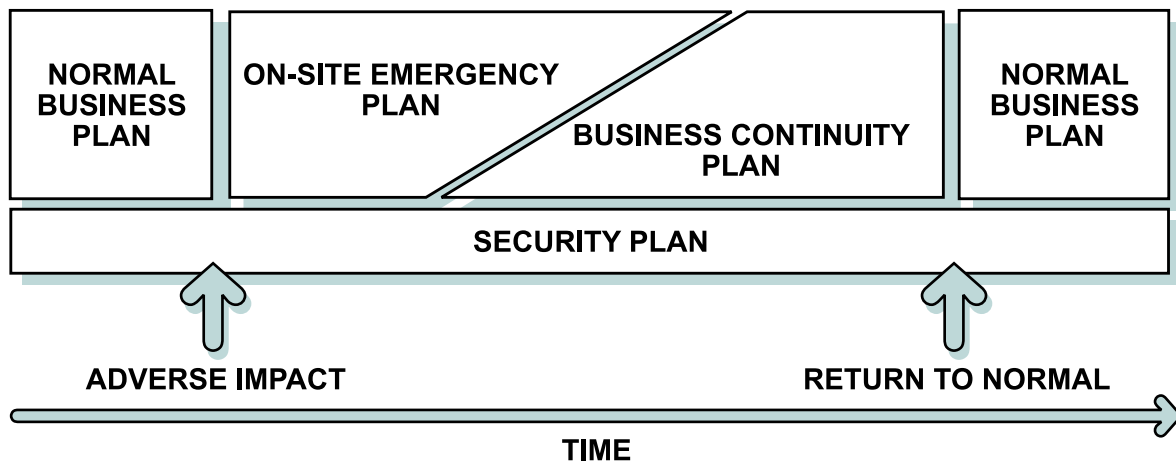 NORMAL
BUSINESS
PLAN
ON-SITE EMERGENCY
PLAN
BUSINESS CONTINUITY
PLAN
NORMAL
BUSINESS
PLAN
SECURITY PLAN
ADVERSE IMPACT
RETURN TO NORMAL
TIME